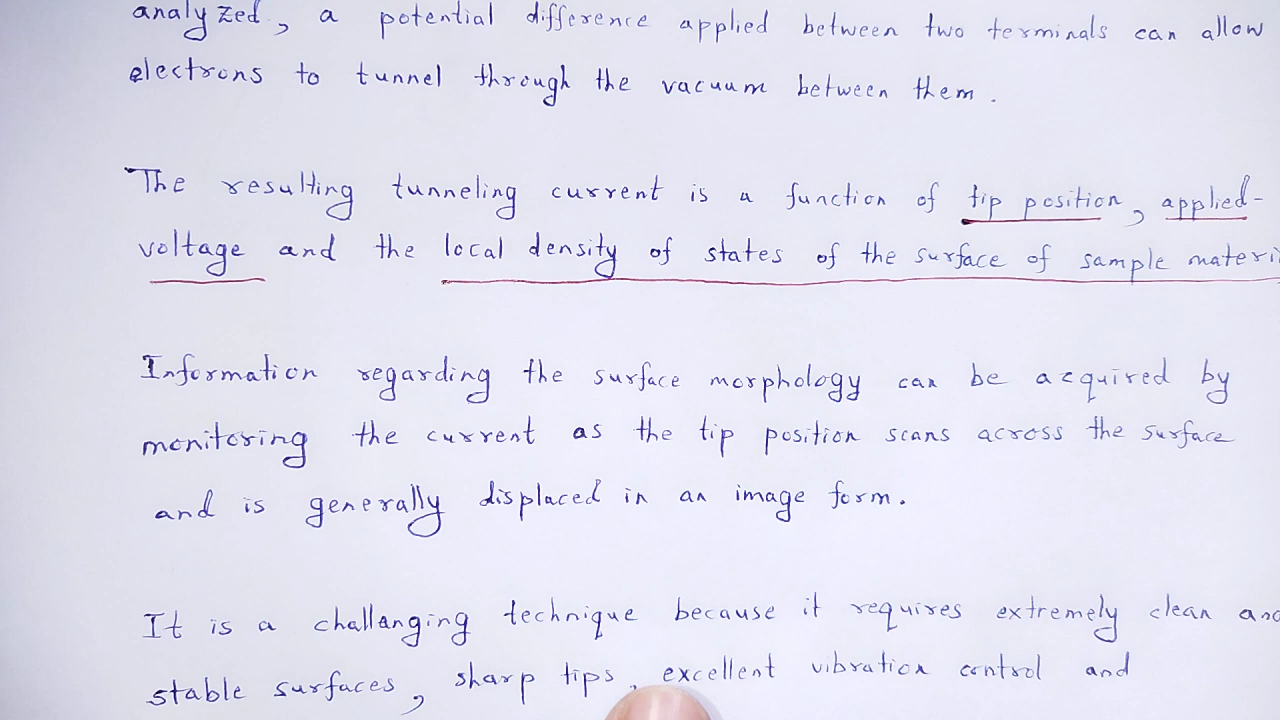 analyzed, a potential difference applied between two terminals can allow
electrons to tunnel through the vacuum between them.
The resulting tunneling current is a function of tip position, applied-
voltage and the local density of states of the surface of sample materi
Information regarding the surface morphology can be acquired by
monitoring the current as the tip position scans across the surface
and is generally displaced in an image form.
It is a challanging technique because it requires extremely clean and
stable surfaces, sharp tips, excellent vibration control and